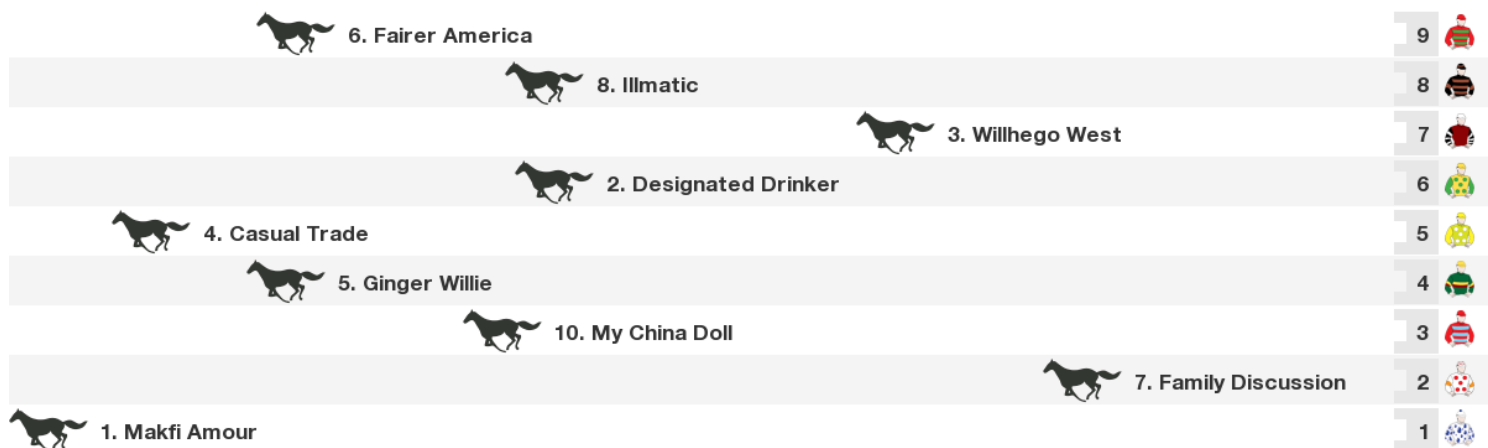 6. Fairer America 9
8. Illmatic 8
3. Willhego West 7
2. Designated Drinker 6
4. Casual Trade 5
5. Ginger Willie 4
10. My China Doll 3
7. Family Discussion 2
1. Makfi Amour 1